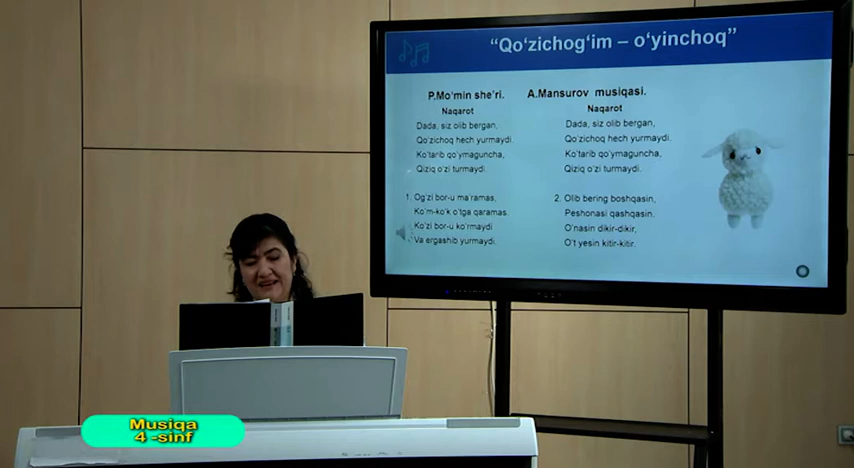 “Qo‘zichog‘im – o‘yinchoq”
P.Mo‘min she’ri. A.Mansurov musiqasi.
Naqarot
Dada, siz olib bergan,
Qo‘zichoq hech yurmaydi.
Ko‘tarib qo‘ymaguncha,
Qiziq o‘zi turmaydi.
1. Og‘zi bor-u ma’ramas,
Ko‘m-ko‘k o‘tga qaramas
Ko‘zi bor-u ko‘rmaydi
Va ergashib yurmaydi.
Naqarot
Dada, siz olib bergan,
Qo‘zichoq hech yurmaydi.
Ko‘tarib qo‘ymaguncha,
Qiziq o‘zi turmaydi.
2. Olib bering boshqasin,
Peshonasi qashqasin.
O‘nasin dikir-dikir,
O‘t yesin kitir-kitir.
Musiqa
4 -sinf